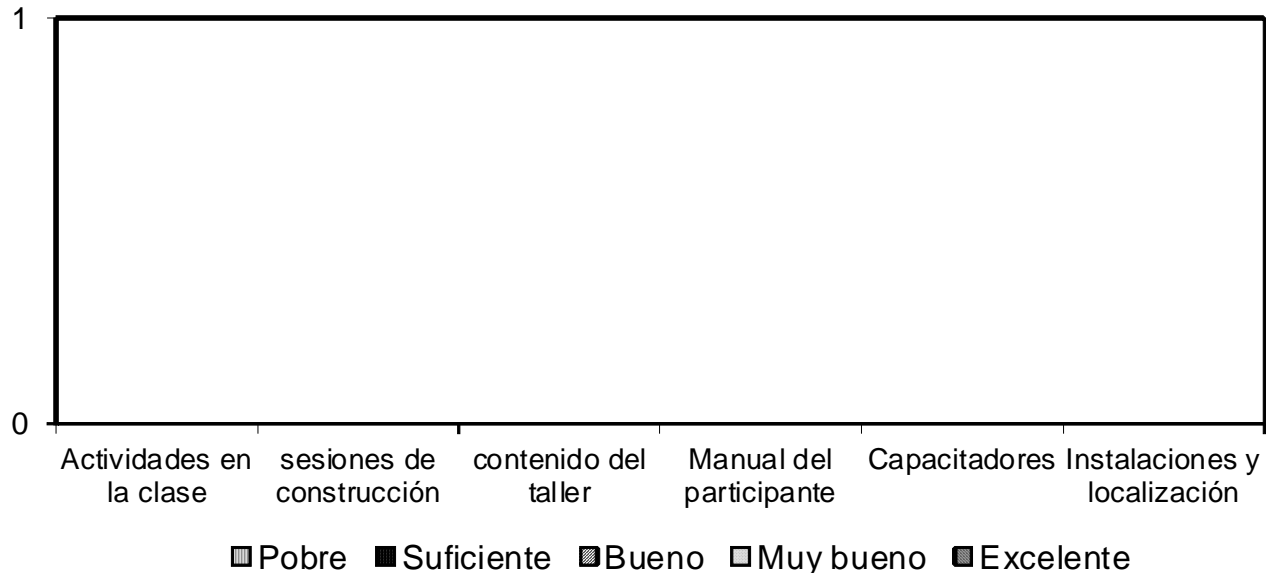 1
0
Actividades en la clase
sesiones de construcción
contenido del taller
Manual del participante
Capacitadores
Instalaciones y localización
Pobre Suficiente Bueno Muy bueno Excelente